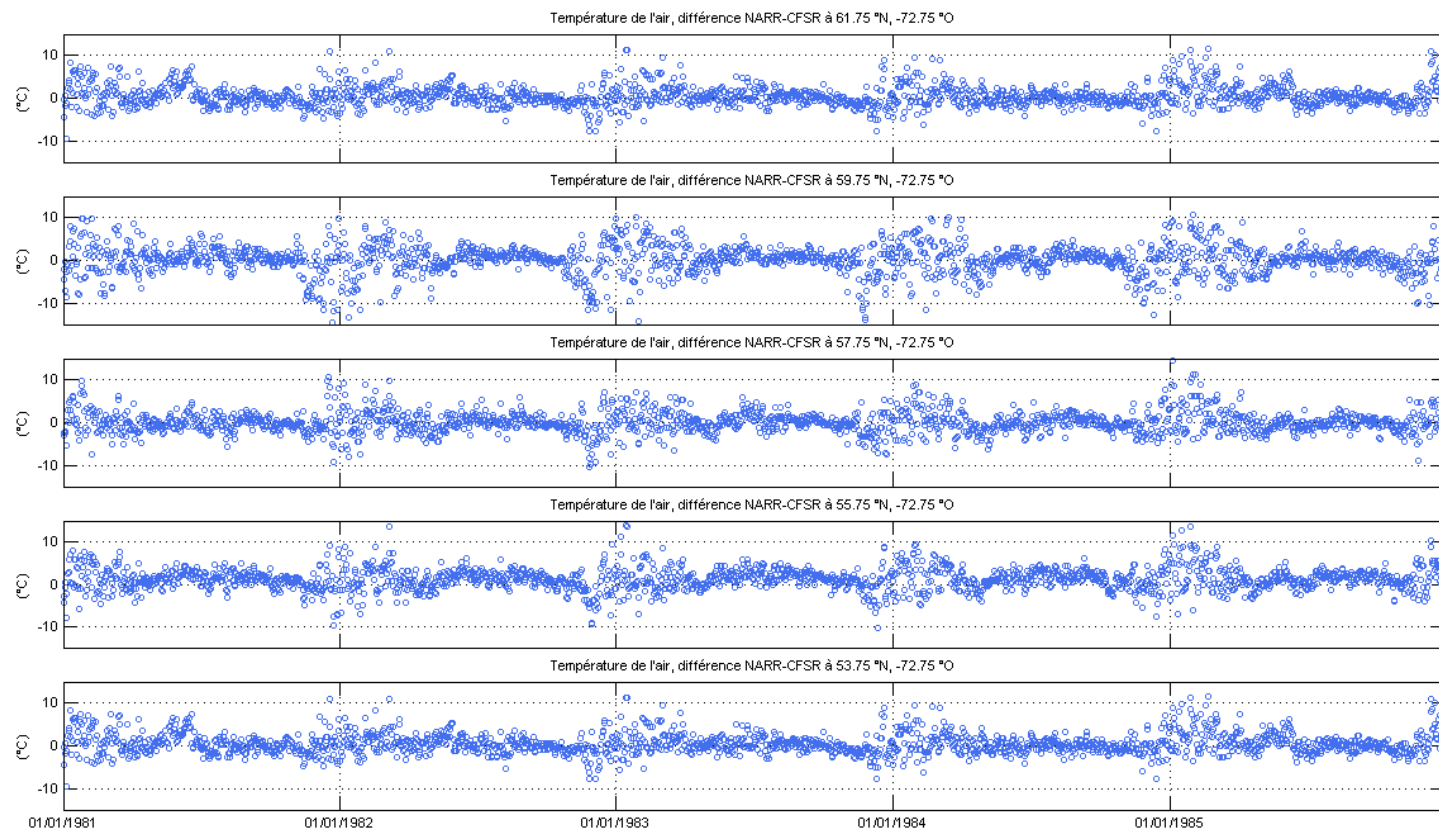 Température de l'air, différence NARR-CFSR à 61.75 °N, -72.75 °O
10
0
-10
(°C)
Température de l'air, différence NARR-CFSR à 59.75 °N, -72.75 °O
10
0
-10
(°C)
Température de l'air, différence NARR-CFSR à 57.75 °N, -72.75 °O
10
0
-10
(°C)
Température de l'air, différence NARR-CFSR à 55.75 °N, -72.75 °O
10
0
-10
(°C)
Température de l'air, différence NARR-CFSR à 53.75 °N, -72.75 °O
10
0
-10
(°C)
01/01/1981 01/01/1982 01/01/1983 01/01/1984 01/01/1985